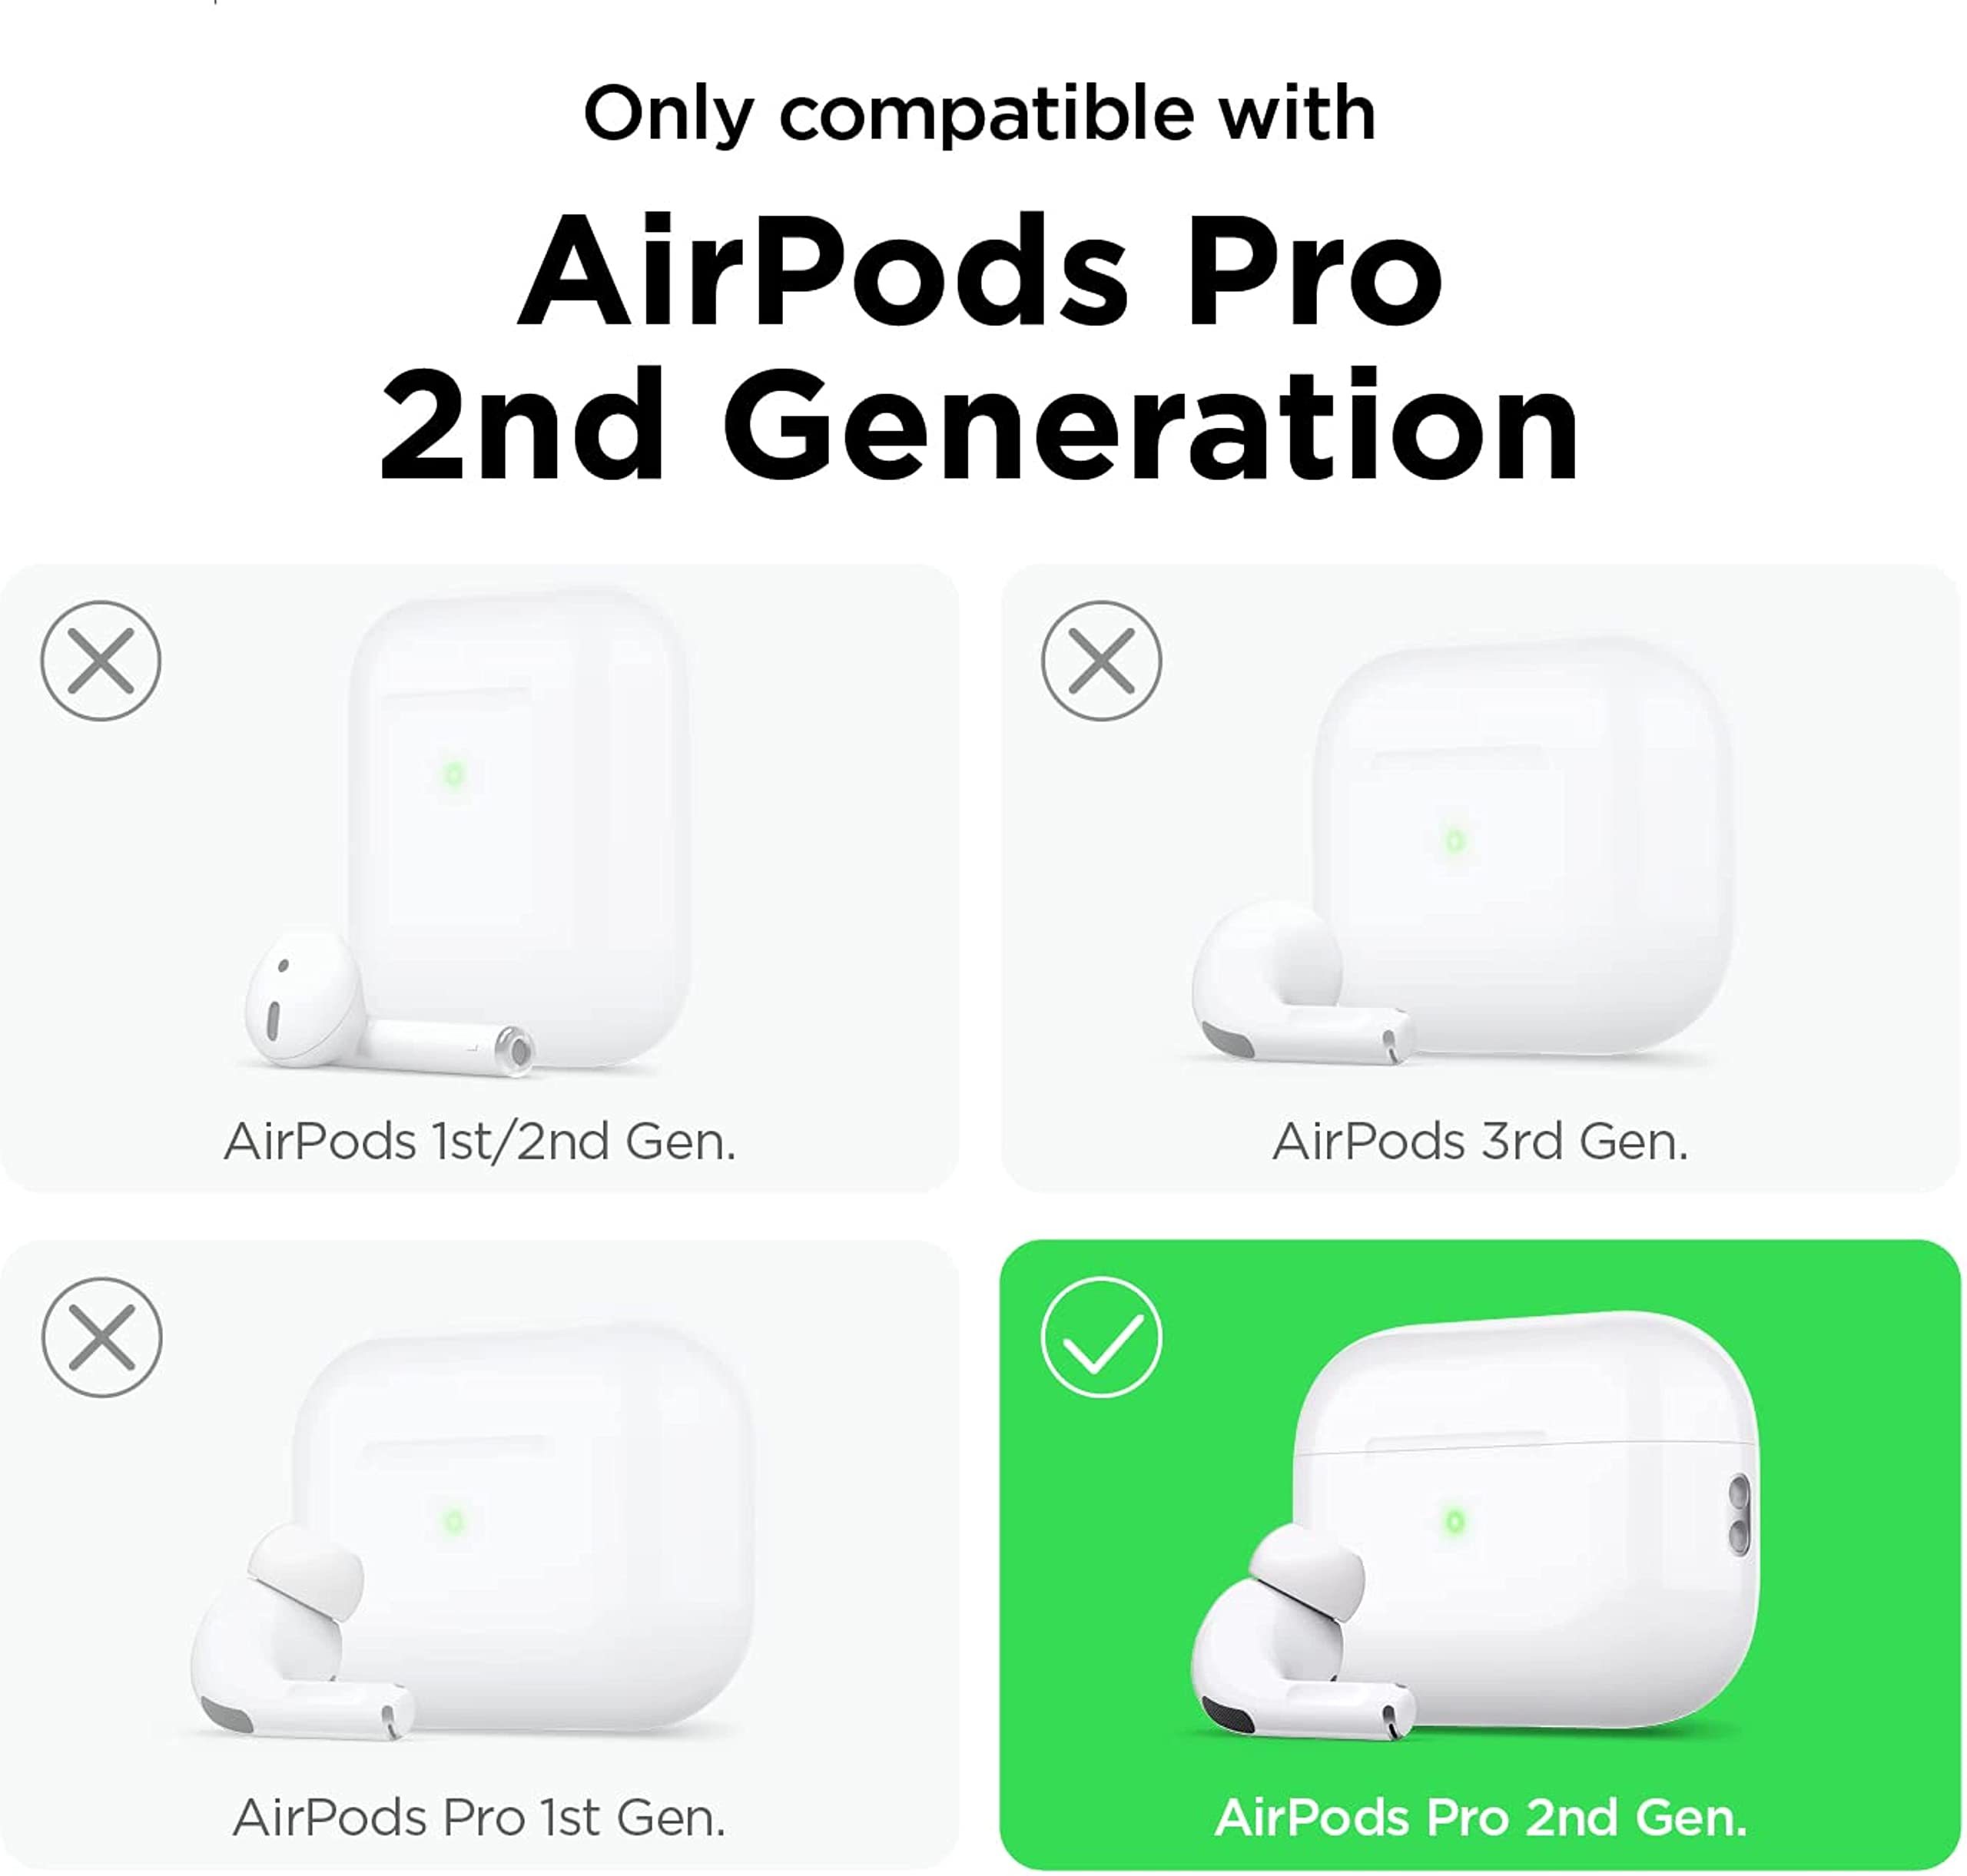 Only compatible with
AirPods Pro
2nd Generation
AirPods 1st/2nd Gen.
AirPods 3rd Gen.
AirPods Pro 1st Gen.
AirPods Pro 2nd Gen.